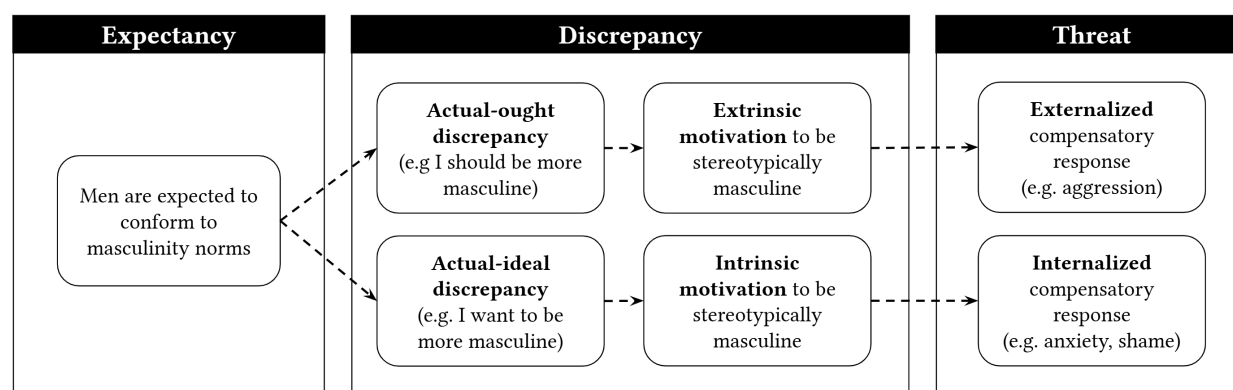 Expectancy
Discrepancy
Threat
Men are expected to
conform to
masculinity norms
Actual-ought
discrepancy
(e.g I should be more
masculine)
Extrinsic
motivation to be
stereotypically
masculine
Externalized
compensatory
response
(e.g. aggression)
Actual-ideal
discrepancy
(e.g. I want to be
more masculine)
Intrinsic
motivation to be
stereotypically
masculine
Internalized
compensatory
response
(e.g. anxiety, shame)